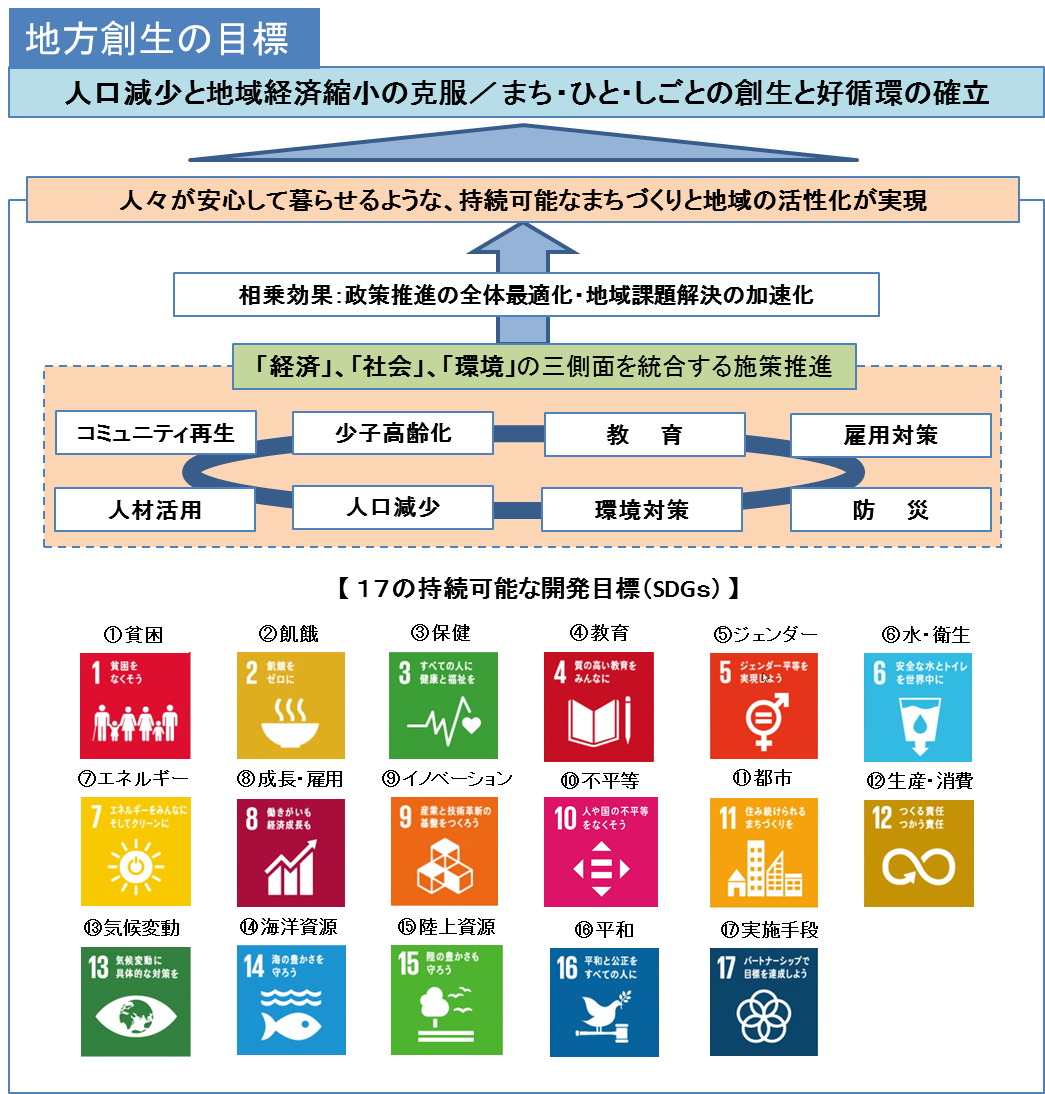 地方創生の目標
人口減少と地域経済縮小の克服／まち・ひと・しごとの創生と好循環の確立
人々が安心して暮らせるような、持続可能なまちづくりと地域の活性化が実現
相乗効果：政策推進の全体最適化・地域課題解決の加速化
「経済」、「社会」、「環境」の三側面を統合する施策推進
コミュニティ再生
少子高齢化
教 育
雇用対策
人材活用
人口減少
環境対策
防 災
【 １７の持続可能な開発目標（SDGs） 】
①貧困
②飢餓
③保健
④教育
⑤ジェンダー
⑥水・衛生
1 貧困を
なくそう
2 飢餓を
ゼロに
3 すべての人に
健康と福祉を
4 質の高い教育を
みんなに
5 ジェンダー平等を
実現しよう
6 安全な水とトイレ
を世界中に
⑦エネルギー
⑧成長・雇用
⑨イノベーション
⑩不平等
⑪都市
⑫生産・消費
7 エネルギーをみんなに
そしてクリーンに
8 働きがいも
経済成長も
9 産業と技術革新の
基盤をつくろう
10 人や国の不平等
をなくそう
11 住み続けられる
まちづくりを
12 つくる責任
つかう責任
⑬気候変動
⑭海洋資源
⑮陸上資源
⑯平和
⑰実施手段
13 気候変動に
具体的な対策を
14 海の豊かさを
守ろう
15 陸の豊かさも
守ろう
16 平和と公正を
すべての人に
17 パートナーシップで
目標を達成しよう